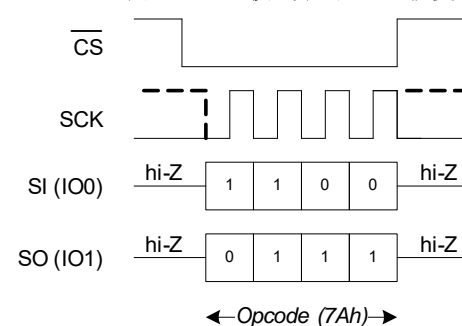 CS
SCK
hi-Z hi-Z
SI (IO0) 1 1 0 0
hi-Z hi-Z
SO (IO1) 0 1 1 1
Opcode (7Ah)